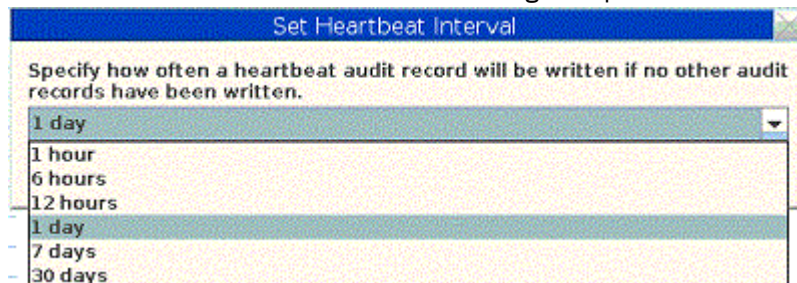 Set Heartbeat Interval
Specify how often a heartbeat audit record will be written if no other audit
records have been written.
1 day
1 hour
6 hours
12 hours
1 day
7 days
30 days